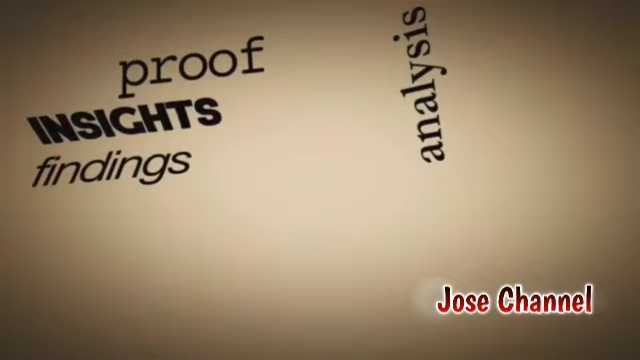 proof
INSIGHTS
findings
analysis
Jose Channel